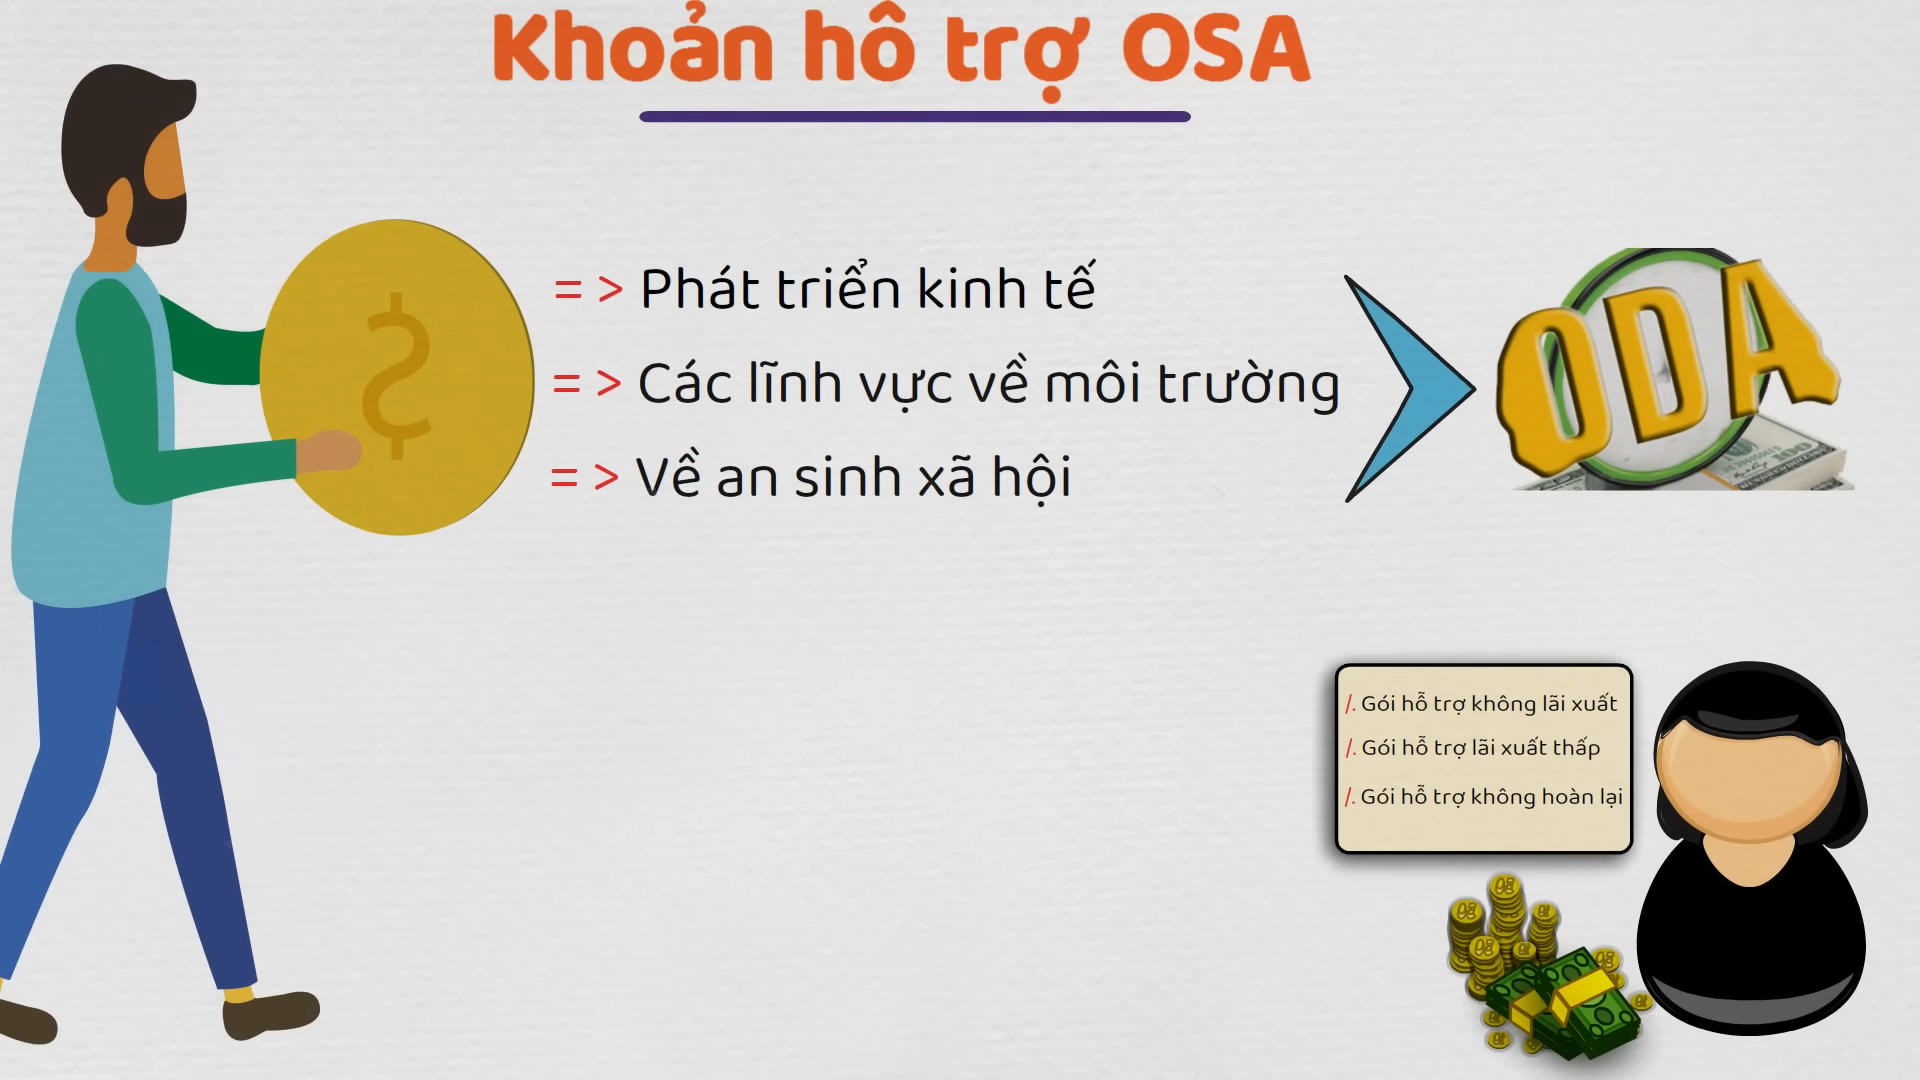 Khoản hô trợ OSA
= > Phát triển kinh tế
= > Các lĩnh vực về môi trường
= > Về an sinh xã hội
ODA
/. Gói hỗ trợ không lãi xuất
/. Gói hỗ trợ lãi xuất thấp
/. Gói hỗ trợ không hoàn lại